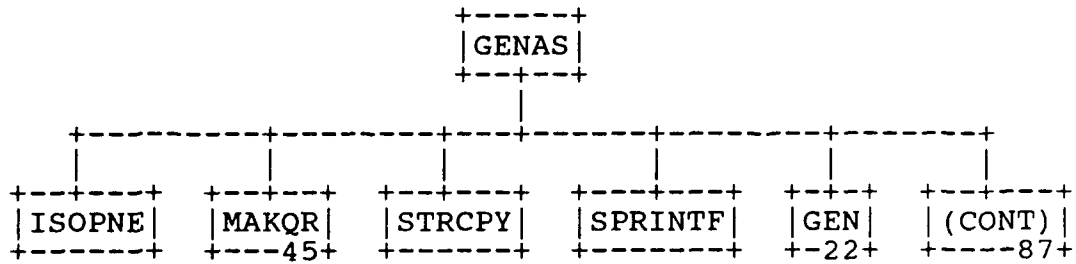 GENAS
ISOPNE MAKQR STRCPY SPRINTF GEN (CONT)
45 22 87